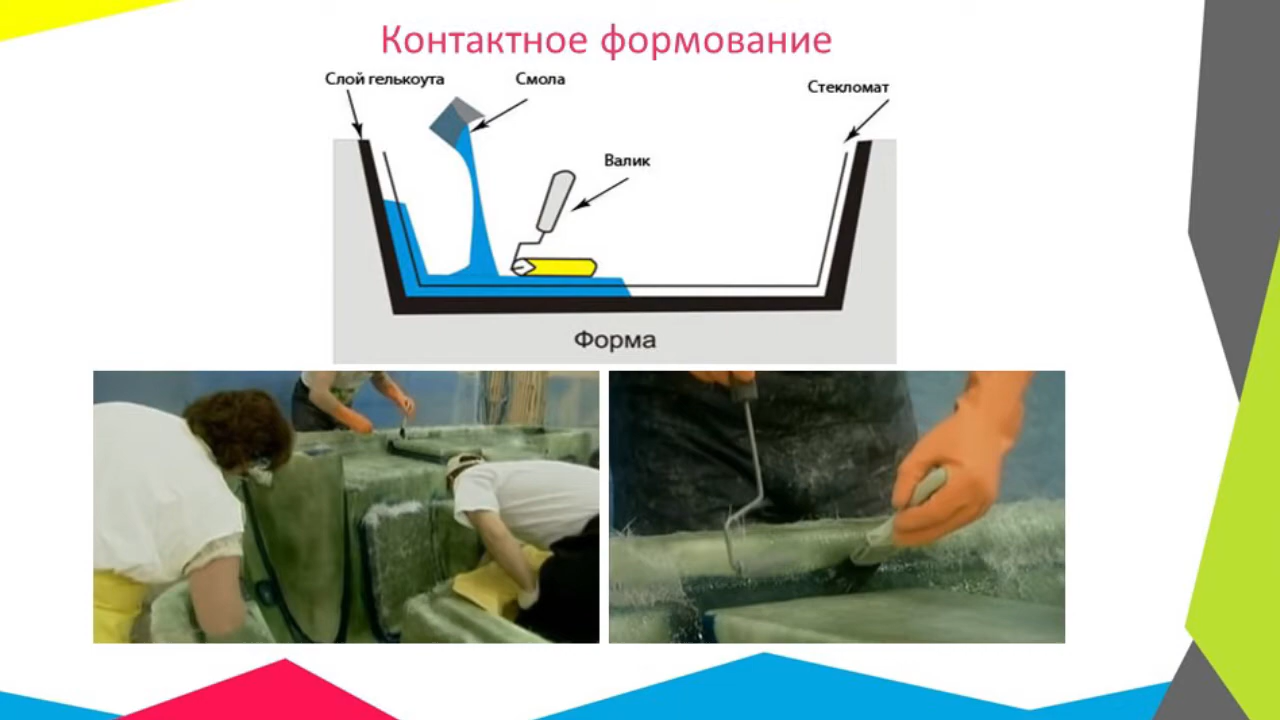 Контактное формование
Слой гелькоута
Смола
Стекломат
Валик
Форма